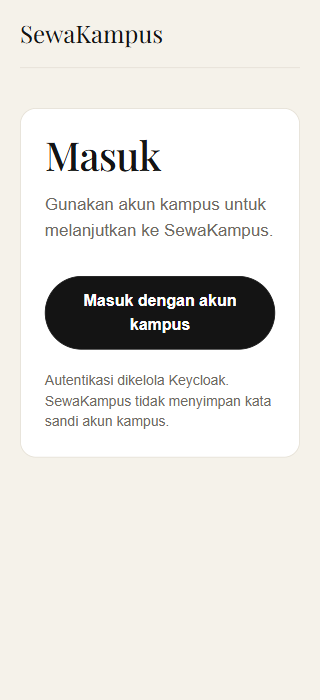 SewaKampus
Masuk
Gunakan akun kampus untuk
melanjutkan ke SewaKampus.
Masuk dengan akun
kampus
Autentikasi dikelola Keycloak.
SewaKampus tidak menyimpan kata
sandi akun kampus.